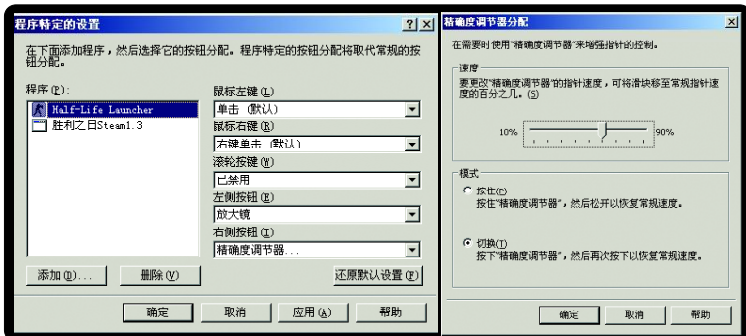 程序特定的设置
在下面添加程序，然后选择它的按钮分配。程序特定的按钮分配将取代常规的按
钮分配。
程序(P):
Half-Life Launcher
胜利之日Steam1.3
鼠标左键(L)
单击 (默认)
鼠标右键(R)
右键单击 (默认)
滚轮按键(W)
已禁用
左侧按钮(E)
放大镜
右侧按钮(I)
精确度调节器...
添加(D)...
删除(V)
还原默认设置(F)
确定
取消
应用(A)
帮助
精确度调节器分配
在需要时使用"精确度调节器"来增强指针的控制。
速度
要更改"精确度调节器"的指针速度，可将滑块移至常规指针速
度的百分之几。(S)
10%
90%
模式
按住(C)
按住"精确度调节器"，然后松开以恢复常规速度。
切换(T)
按下"精确度调节器"，然后再次按下以恢复常规速度。
确定
取消
帮助